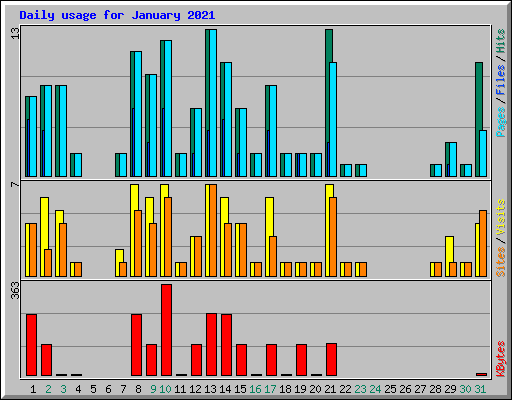 Daily usage for January 2021
13
Pages / Files / Hits
7
Sites / Visits
363
KBytes
1 2 3 4 5 6 7 8 9 10 11 12 13 14 15 16 17 18 19 20 21 22 23 24 25 26 27 28 29 30 31